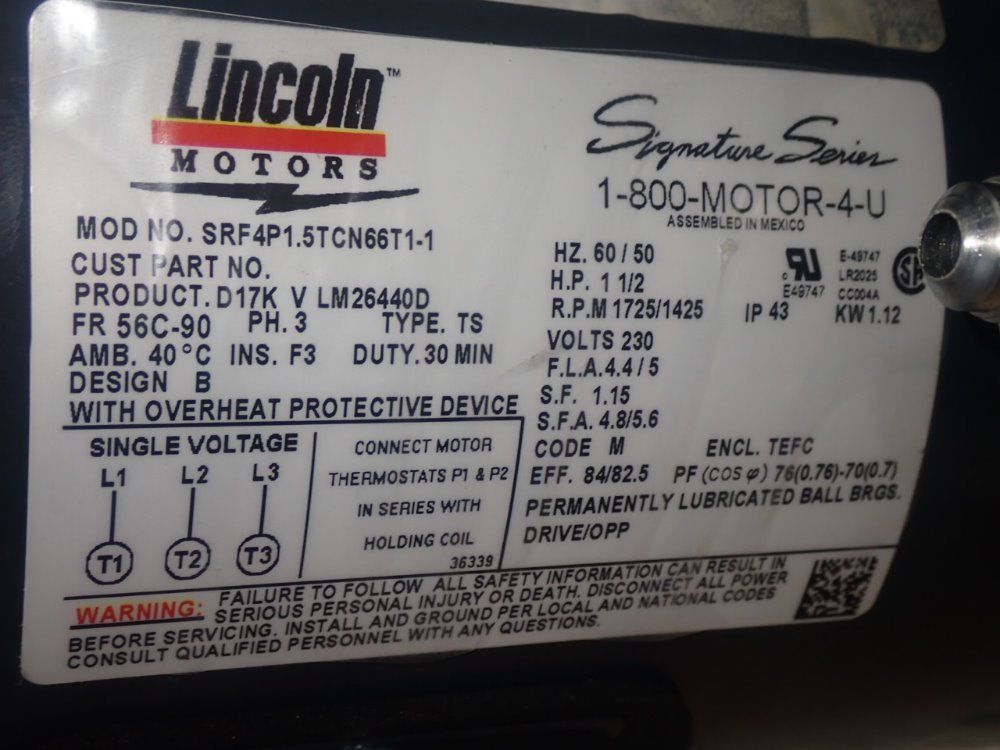 Lincoln™
MOTORS
Signature Series
1-800-MOTOR-4-U
ASSEMBLED IN MEXICO
MOD NO. SRF4P1.5TCN66T1-1
CUST PART NO.
PRODUCT. D17K V LM26440D
FR 56C-90 PH. 3 TYPE. TS
AMB. 40°C INS. F3 DUTY. 30 MIN
DESIGN B
WITH OVERHEAT PROTECTIVE DEVICE
HZ. 60 / 50
H.P. 1 1/2
R.P.M 1725/1425 IP 43 KW 1.12
E49747
E-49747
LR2025
CC004A
VOLTS 230
F.L.A. 4.4 / 5
S.F. 1.15
S.F.A. 4.8/5.6
CODE M ENCL. TEFC
EFF. 84/82.5 PF (COS φ) 76(0.76)-70(0.7)
PERMANENTLY LUBRICATED BALL BRGS.
DRIVE/OPP
SINGLE VOLTAGE
L1 L2 L3
T1 T2 T3
CONNECT MOTOR
THERMOSTATS P1 & P2
IN SERIES WITH
HOLDING COIL
36339
WARNING: FAILURE TO FOLLOW ALL SAFETY INFORMATION CAN RESULT IN
SERIOUS PERSONAL INJURY OR DEATH. DISCONNECT ALL POWER
BEFORE SERVICING. INSTALL AND GROUND PER LOCAL AND NATIONAL CODES
CONSULT QUALIFIED PERSONNEL WITH ANY QUESTIONS.